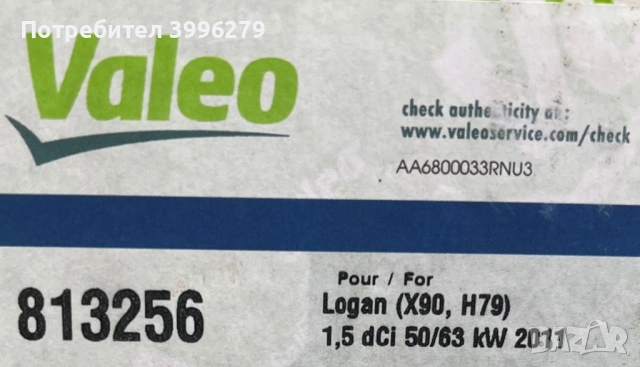 Потребител 3996279
Valeo
check authenticity at:
www.valeoservice.com/check
AA6800033RNU3
813256
Pour / For
Logan (X90, H79)
1,5 dCi 50/63 kW 2011
BAZAR